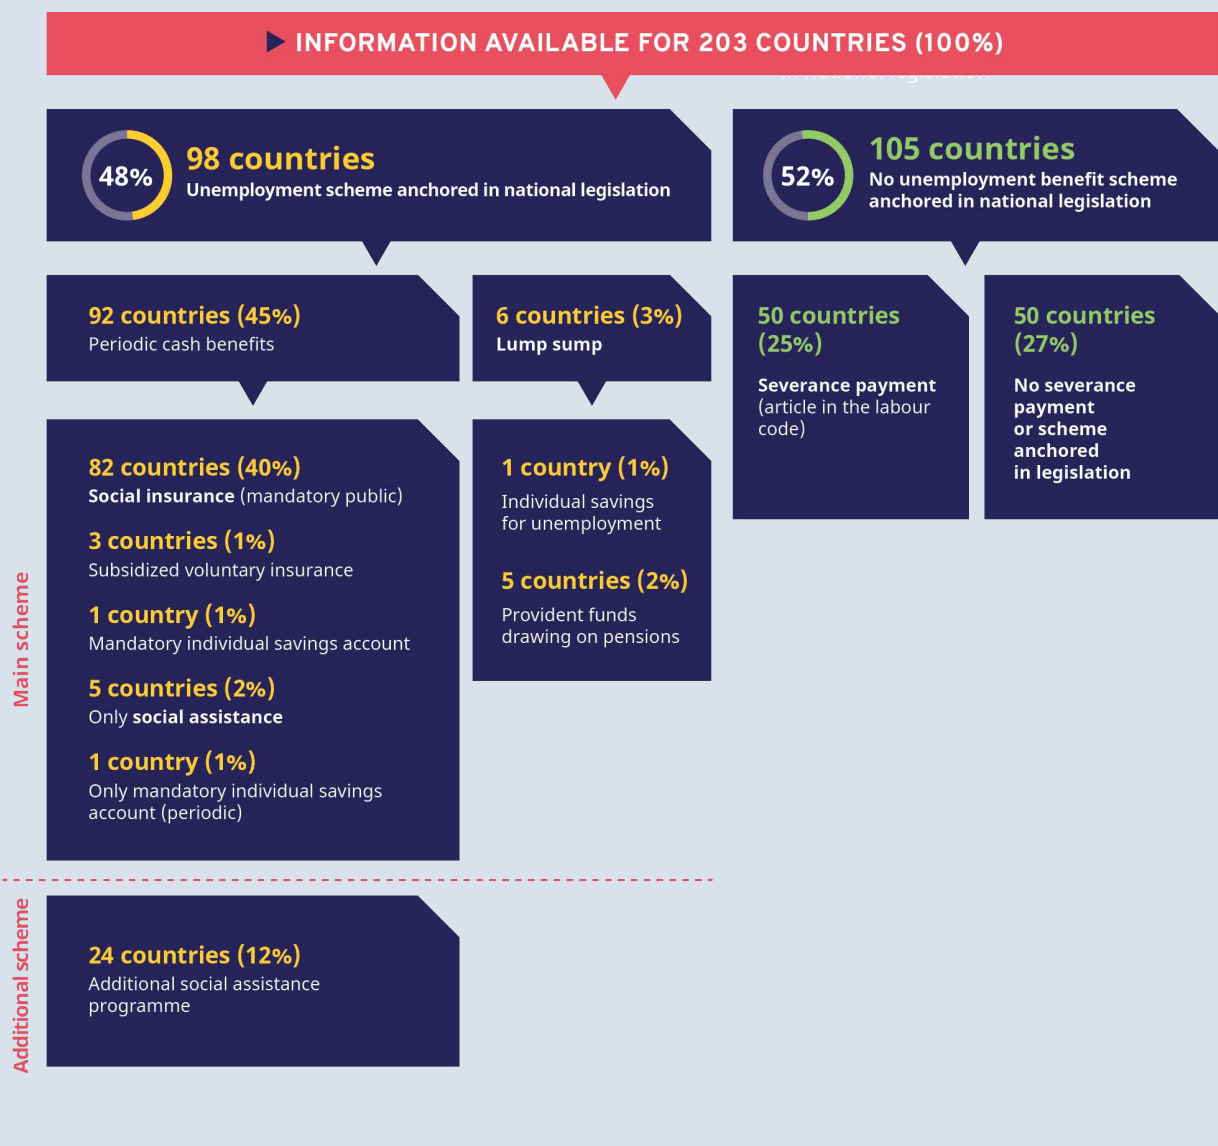 ▶ INFORMATION AVAILABLE FOR 203 COUNTRIES (100%)
in national legislation
48%
98 countries
Unemployment scheme anchored in national legislation
52%
105 countries
No unemployment benefit scheme
anchored in national legislation
92 countries (45%)
Periodic cash benefits
6 countries (3%)
Lump sump
50 countries
(25%)
Severance payment
(article in the labour
code)
50 countries
(27%)
No severance
payment
or scheme
anchored
in legislation
Main scheme
82 countries (40%)
Social insurance (mandatory public)
3 countries (1%)
Subsidized voluntary insurance
1 country (1%)
Mandatory individual savings account
5 countries (2%)
Only social assistance
1 country (1%)
Only mandatory individual savings
account (periodic)
1 country (1%)
Individual savings
for unemployment
5 countries (2%)
Provident funds
drawing on pensions
Additional scheme
24 countries (12%)
Additional social assistance
programme